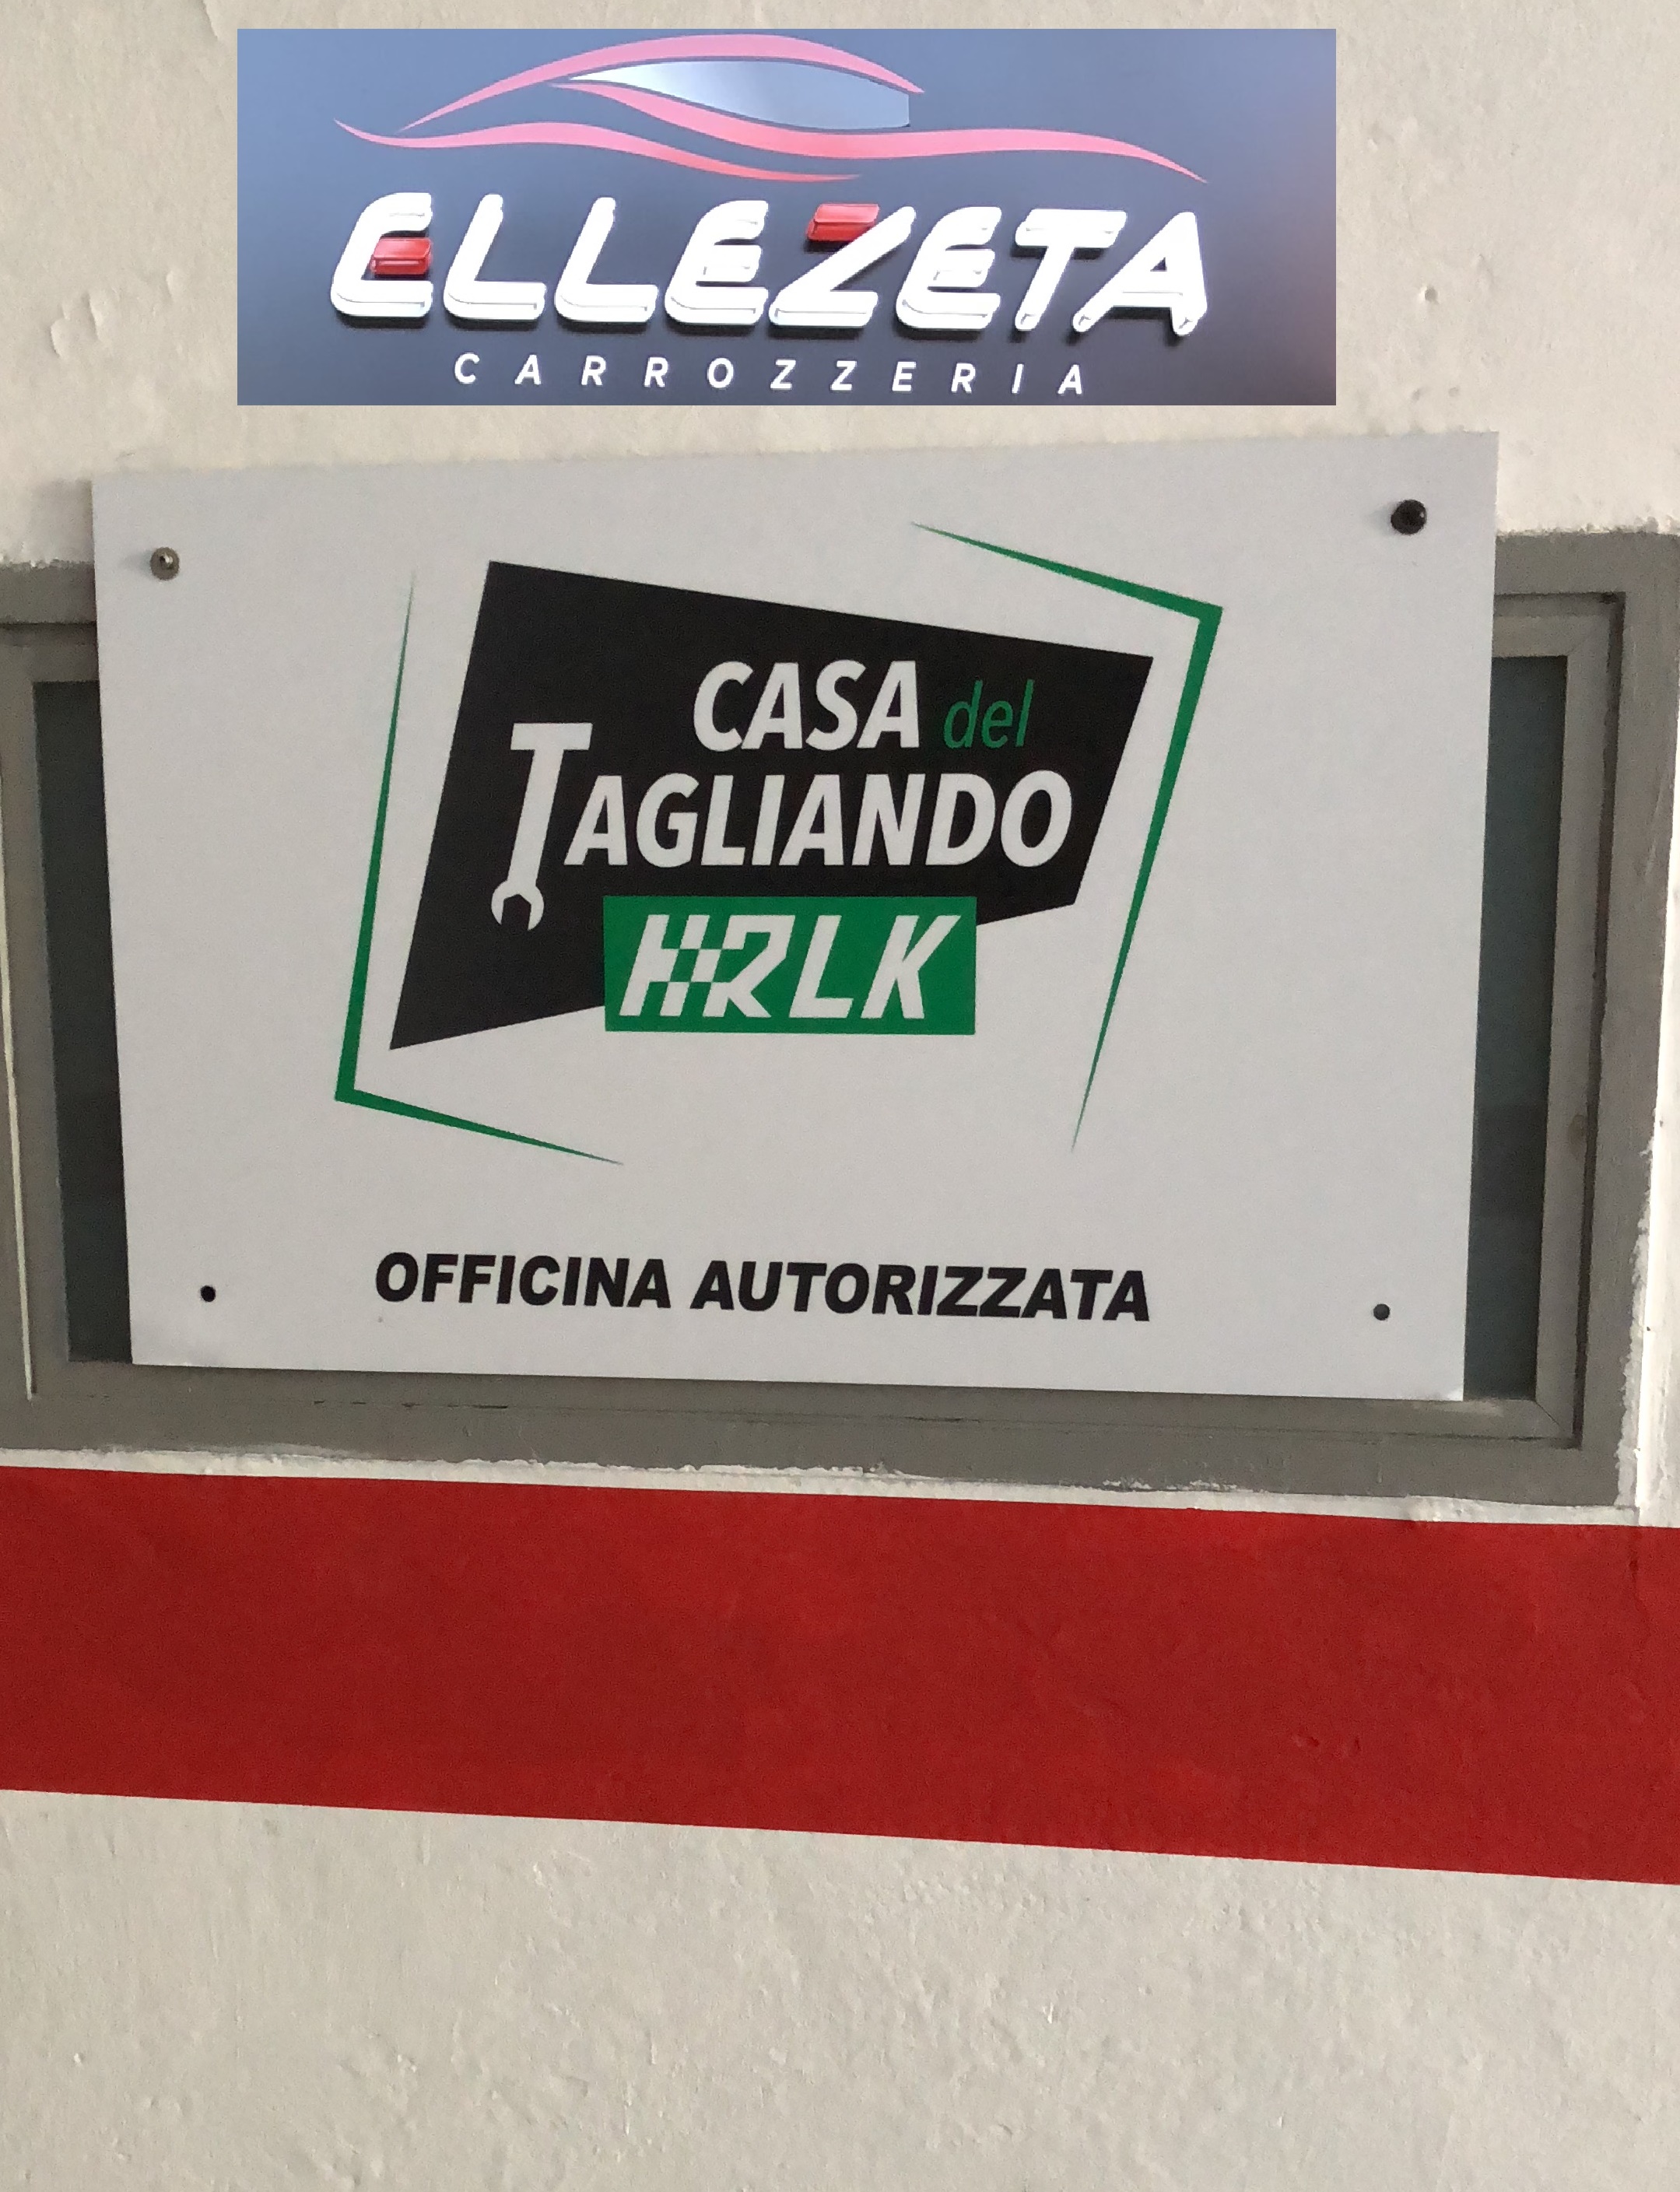 ELLEZETA
CARROZZERIA
CASA del
TAGLIANDO
HRLK
OFFICINA AUTORIZZATA